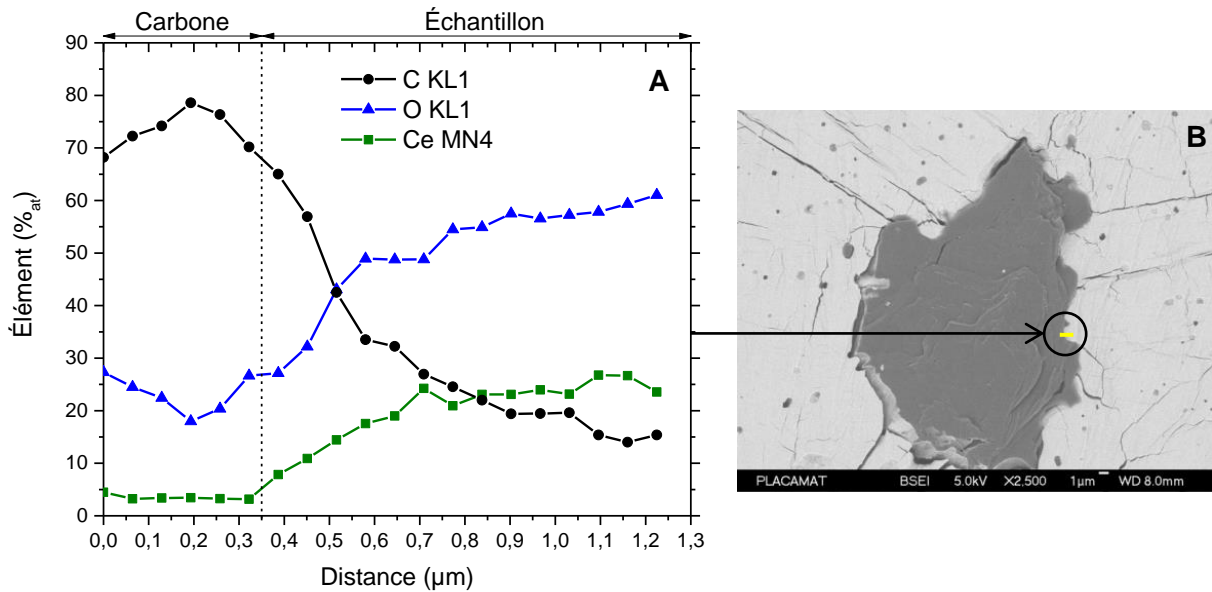 Carbone Échantillon
A
C KL1
O KL1
Ce MN4
Élément (%at)
90
80
70
60
50
40
30
20
10
0
0,0 0,1 0,2 0,3 0,4 0,5 0,6 0,7 0,8 0,9 1,0 1,1 1,2 1,3
Distance (µm)
B
PLACAMAT BSEI 5.0kV X2,500 1µm WD 8.0mm